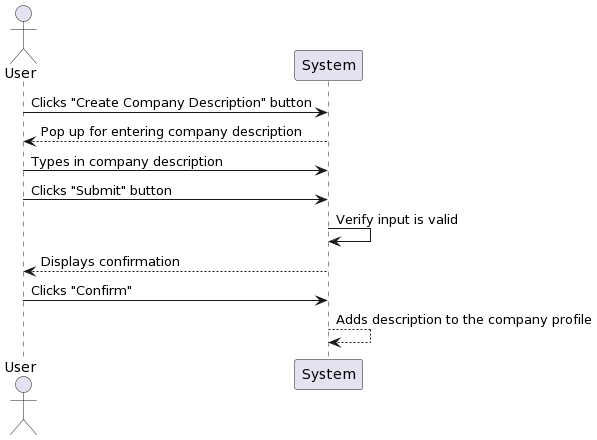 User
System
Clicks "Create Company Description" button
Pop up for entering company description
Types in company description
Clicks "Submit" button
Verify input is valid
Displays confirmation
Clicks "Confirm"
Adds description to the company profile
User
System